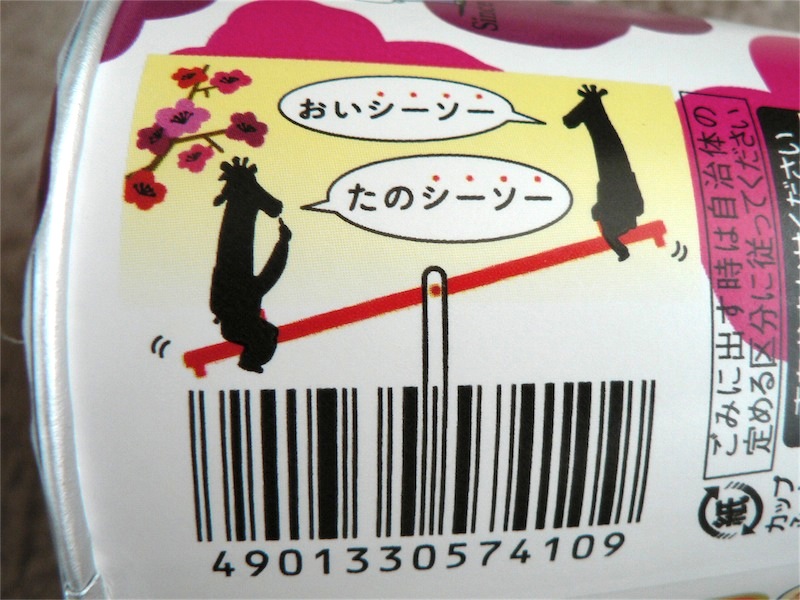 Since
おいシーソー
たのシーソー
4901330574109
ごみに出す時は自治体の
定める区分に従ってください
紙
カップ